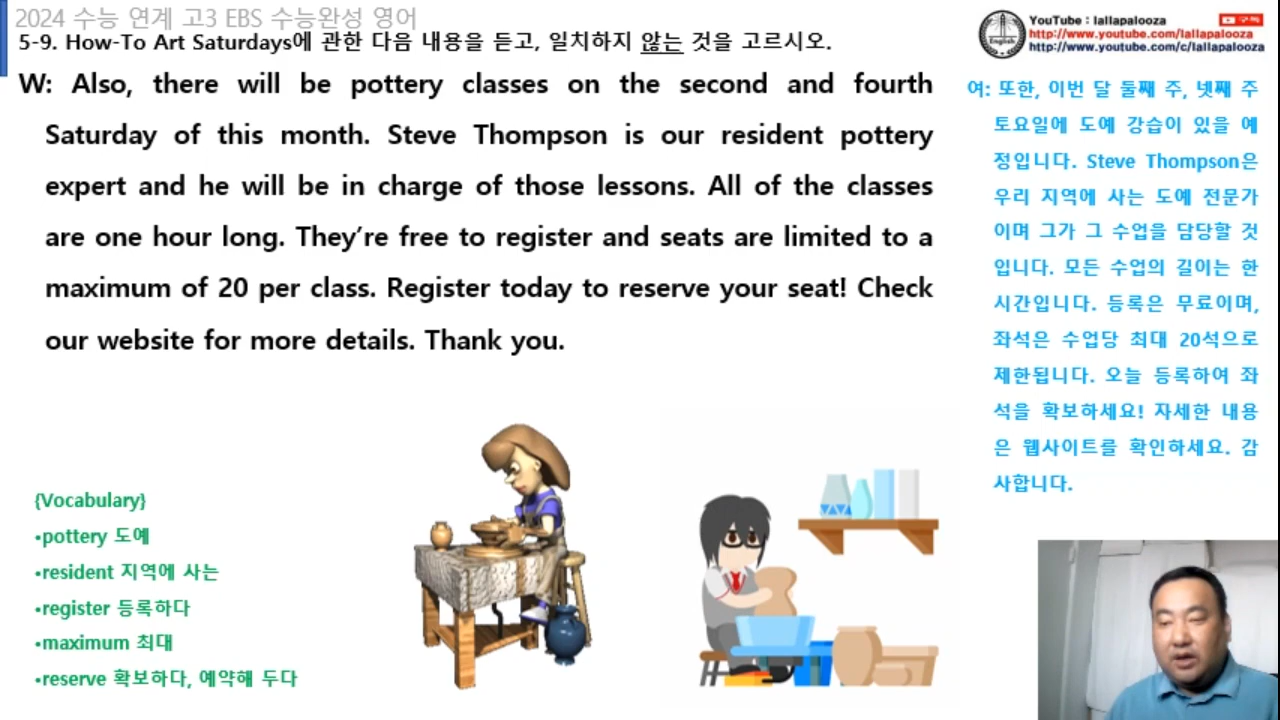 2024 수능 연계 고3 EBS 수능완성 영어
5-9. How-To Art Saturdays에 관한 다음 내용을 듣고, 일치하지 않는 것을 고르시오.
YouTube : lallapalooza
구독
http://www.youtube.com/lallapalooza
http://www.youtube.com/c/lallapalooza
English
W: Also, there will be pottery classes on the second and fourth
Saturday of this month. Steve Thompson is our resident pottery
expert and he will be in charge of those lessons. All of the classes
are one hour long. They’re free to register and seats are limited to a
maximum of 20 per class. Register today to reserve your seat! Check
our website for more details. Thank you.
여: 또한, 이번 달 둘째 주, 넷째 주
토요일에 도예 강습이 있을 예
정입니다. Steve Thompson은
우리 지역에 사는 도예 전문가
이며 그가 그 수업을 담당할 것
입니다. 모든 수업의 길이는 한
시간입니다. 등록은 무료이며,
좌석은 수업당 최대 20석으로
제한됩니다. 오늘 등록하여 좌
석을 확보하세요! 자세한 내용
은 웹사이트를 확인하세요. 감
사합니다.
{Vocabulary}
•pottery 도예
•resident 지역에 사는
•register 등록하다
•maximum 최대
•reserve 확보하다, 예약해 두다